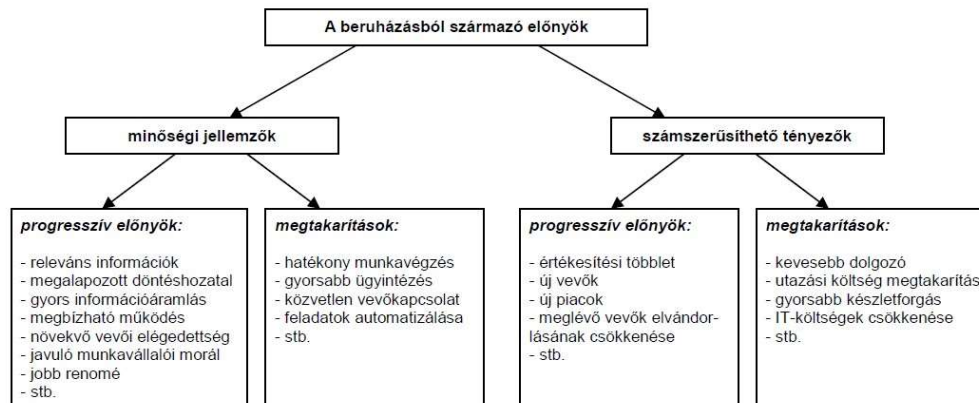 A beruházásból származó előnyök
minőségi jellemzők
számszerűsíthető tényezők
progresszív előnyök:
- releváns információk
- megalapozott döntéshozatal
- gyors információáramlás
- megbízható működés
- növekvő vevői elégedettség
- javuló munkavállalói morál
- jobb renomé
- stb.
megtakarítások:
- hatékony munkavégzés
- gyorsabb ügyintézés
- közvetlen vevőkapcsolat
- feladatok automatizálása
- stb.
progresszív előnyök:
- értékesítési többlet
- új vevők
- új piacok
- meglévő vevők elvándor-
lásának csökkenése
- stb.
megtakarítások:
- kevesebb dolgozó
- utazási költség megtakarítás
- gyorsabb készletforgás
- IT-költségek csökkenése
- stb.